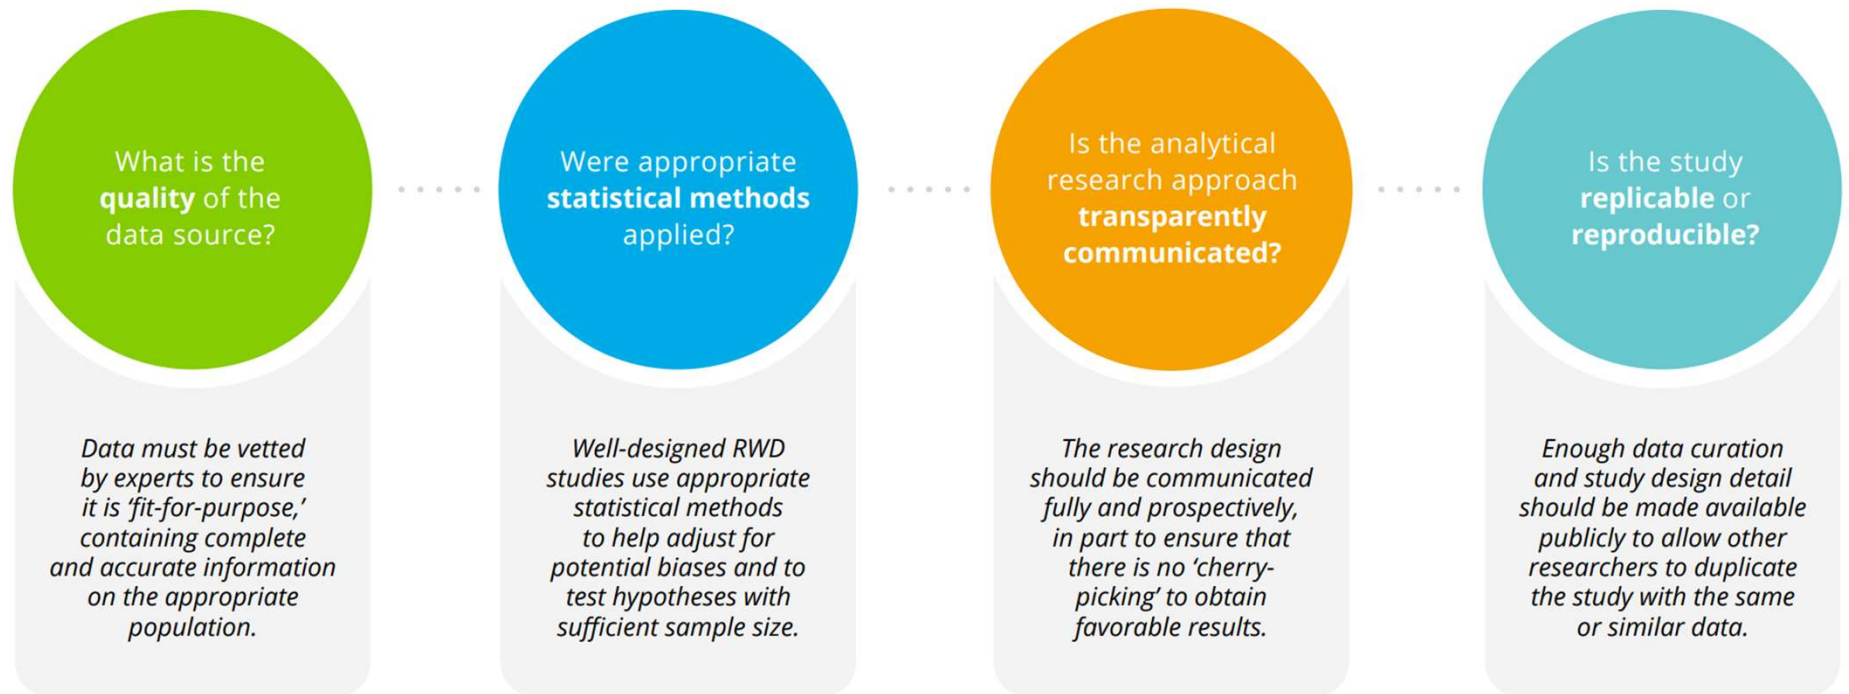 What is the
quality of the
data source?
Data must be vetted
by experts to ensure
it is ‘fit-for-purpose,’
containing complete
and accurate information
on the appropriate
population.
Were appropriate
statistical methods
applied?
Well-designed RWD
studies use appropriate
statistical methods
to help adjust for
potential biases and to
test hypotheses with
sufficient sample size.
Is the analytical
research approach
transparently
communicated?
The research design
should be communicated
fully and prospectively,
in part to ensure that
there is no ‘cherry-
picking’ to obtain
favorable results.
Is the study
replicable or
reproducible?
Enough data curation
and study design detail
should be made available
publicly to allow other
researchers to duplicate
the study with the same
or similar data.